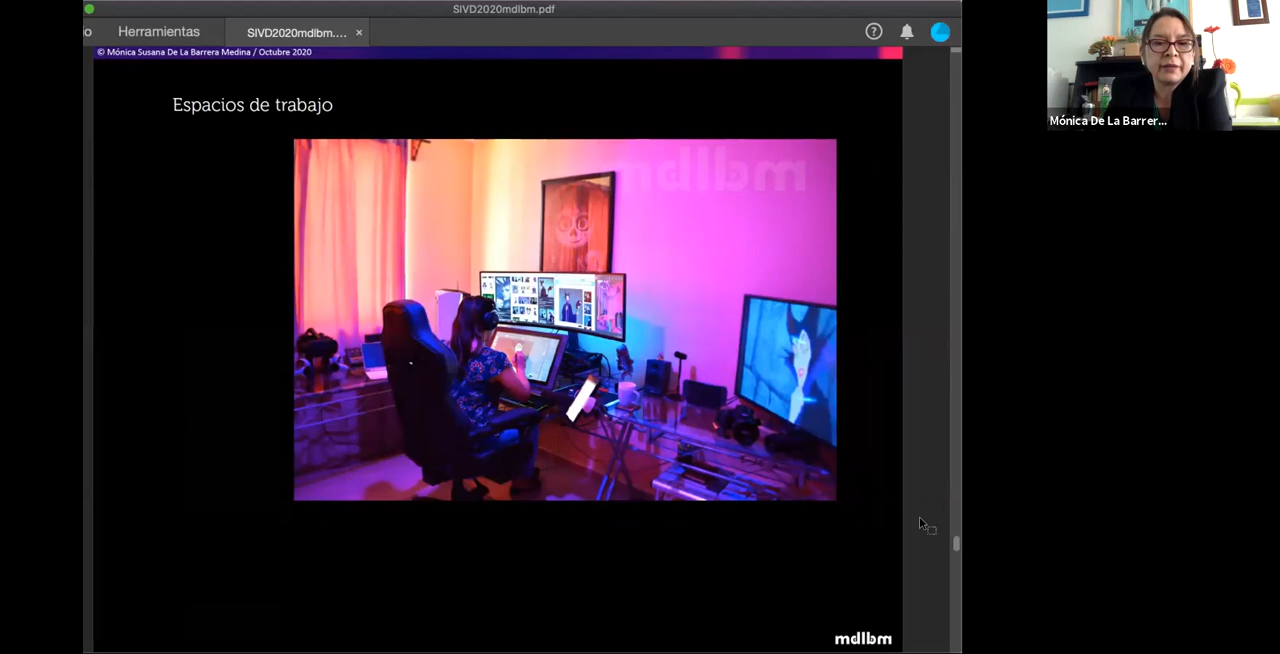 SIVD2020mdlbm.pdf
io
Herramientas
SIVD2020mdlbm.... ×
© Mónica Susana De La Barrera Medina / Octubre 2020
Espacios de trabajo
mdlbm
mdlbm
Mónica De La Barrer...